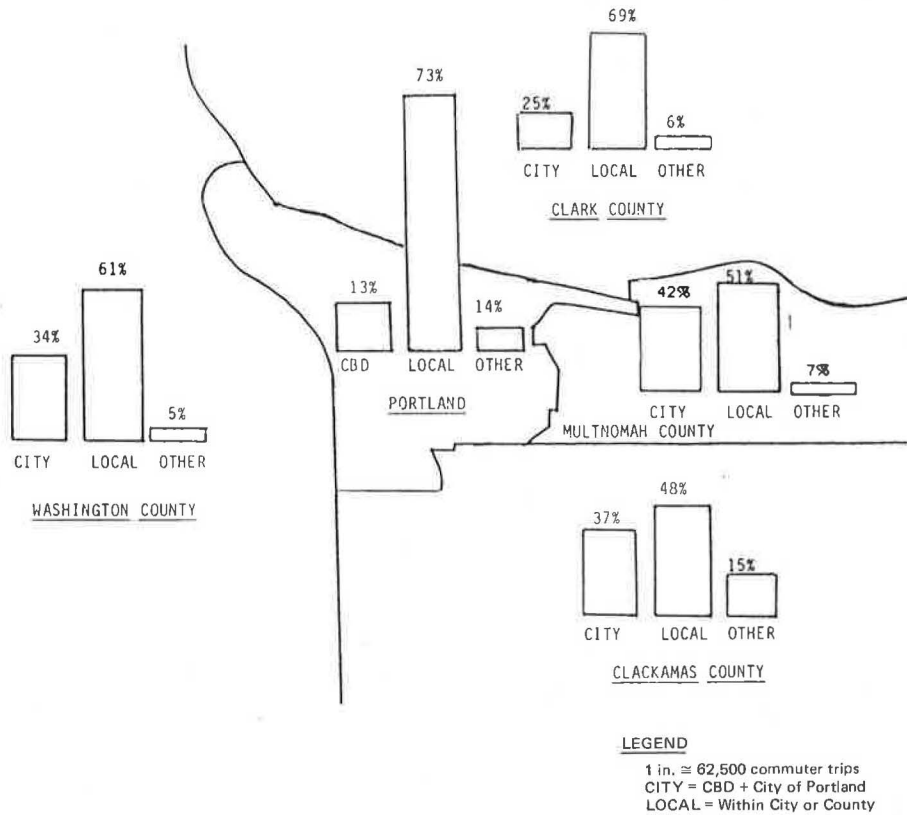 69%
73%
25%
6%
CITY LOCAL OTHER
CLARK COUNTY
61%
13%
14%
34%
CBD LOCAL OTHER
PORTLAND
42%
51%
7%
CITY LOCAL OTHER
MULTNOMAH COUNTY
5%
CITY LOCAL OTHER
WASHINGTON COUNTY
48%
37%
15%
CITY LOCAL OTHER
CLACKAMAS COUNTY
LEGEND
1 in. ≅ 62,500 commuter trips
CITY = CBD + City of Portland
LOCAL = Within City or County